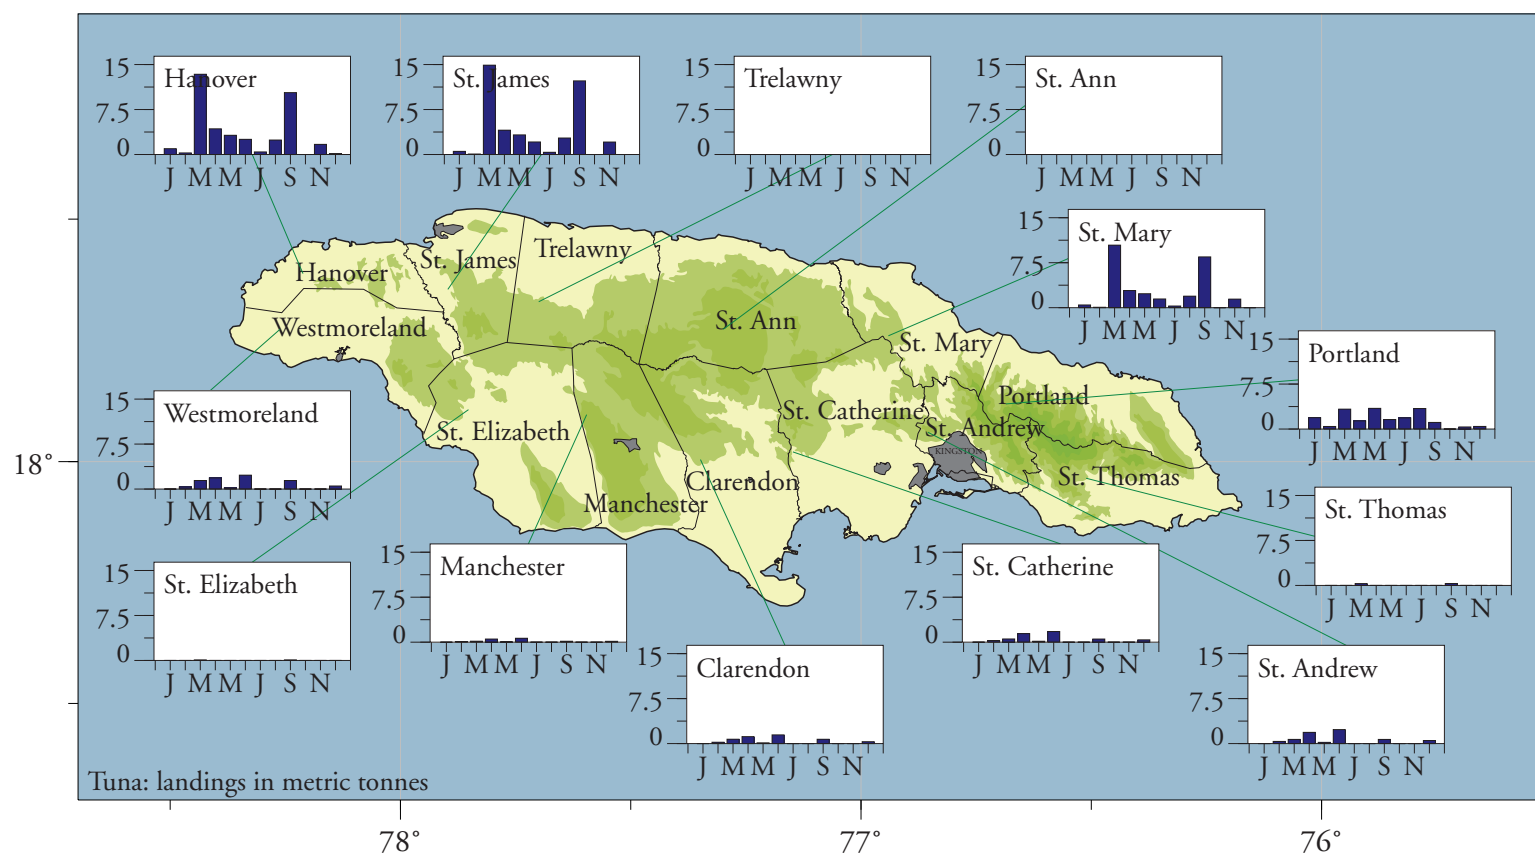 Hanover
15
7.5
0
J M M J S N
St. James
15
7.5
0
J M M J S N
Trelawny
15
7.5
0
J M M J S N
St. Ann
15
7.5
0
J M M J S N
St. Mary
15
7.5
0
J M M J S N
Portland
15
7.5
0
J M M J S N
Westmoreland
15
7.5
0
J M M J S N
St. Thomas
15
7.5
0
J M M J S N
St. Elizabeth
15
7.5
0
J M M J S N
Manchester
15
7.5
0
J M M J S N
St. Catherine
15
7.5
0
J M M J S N
Clarendon
15
7.5
0
J M M J S N
St. Andrew
15
7.5
0
J M M J S N
Hanover
St. James
Trelawny
Westmoreland
St. Ann
St. Mary
Portland
St. Catherine
St. Elizabeth
St. Andrew
KINGSTON
St. Thomas
Clarendon
Manchester
18°
Tuna: landings in metric tonnes
78°
77°
76°